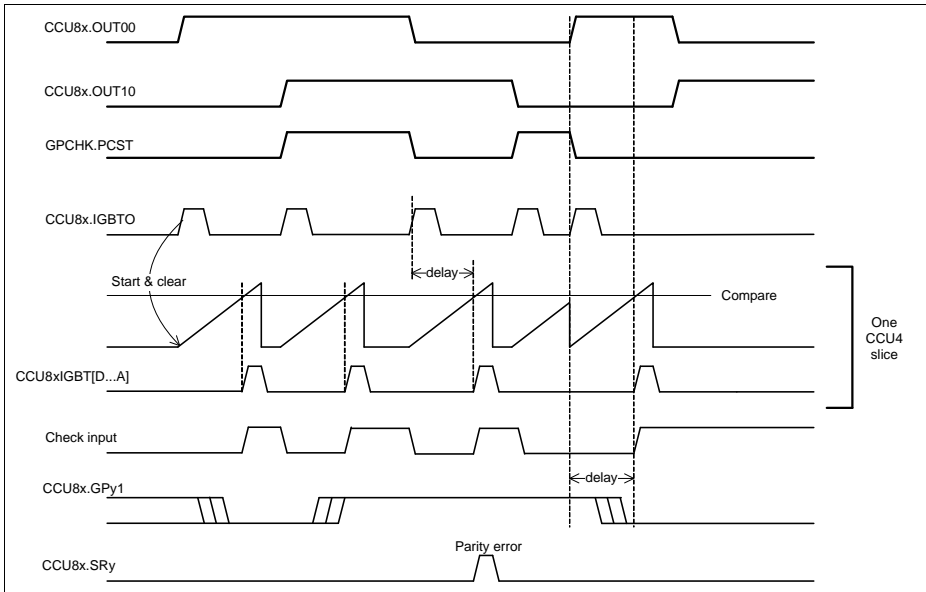 CCU8x.OUT00
CCU8x.OUT10
GPCHK.PCST
CCU8x.IGBTO
delay
Start & clear
Compare
One
CCU4
slice
CCU8xIGBT[D...A]
Check input
delay
CCU8x.GPy1
Parity error
CCU8x.SRy